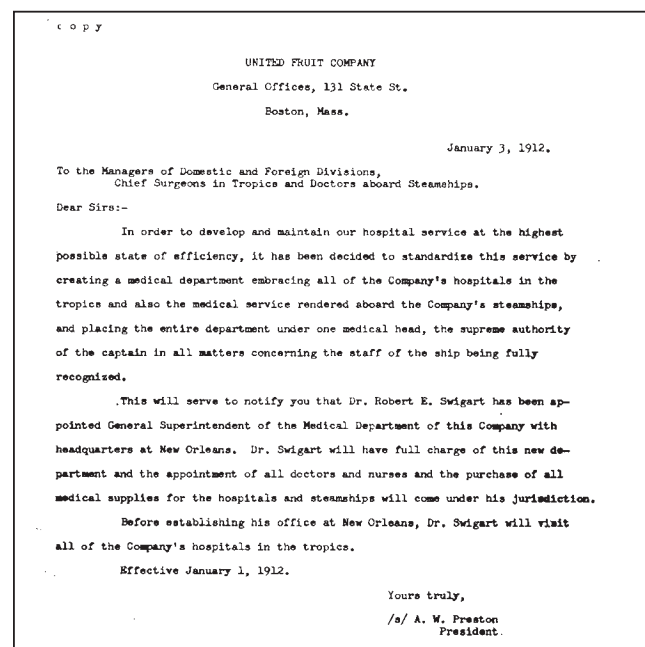 copy
UNITED FRUIT COMPANY
General Offices, 131 State St.
Boston, Mass.
January 3, 1912.
To the Managers of Domestic and Foreign Divisions,
Chief Surgeons in Tropics and Doctors aboard Steamships.
Dear Sirs:-
In order to develop and maintain our hospital service at the highest
possible state of efficiency, it has been decided to standardize this service by
creating a medical department embracing all of the Company's hospitals in the
tropics and also the medical service rendered aboard the Company's steamships,
and placing the entire department under one medical head, the supreme authority
of the captain in all matters concerning the staff of the ship being fully
recognized.
This will serve to notify you that Dr. Robert E. Swigart has been ap-
pointed General Superintendent of the Medical Department of this Company with
headquarters at New Orleans. Dr. Swigart will have full charge of this new de-
partment and the appointment of all doctors and nurses and the purchase of all
medical supplies for the hospitals and steamships will come under his jurisdiction.
Before establishing his office at New Orleans, Dr. Swigart will visit
all of the Company's hospitals in the tropics.
Effective January 1, 1912.
Yours truly,
/s/ A. W. Preston
President.